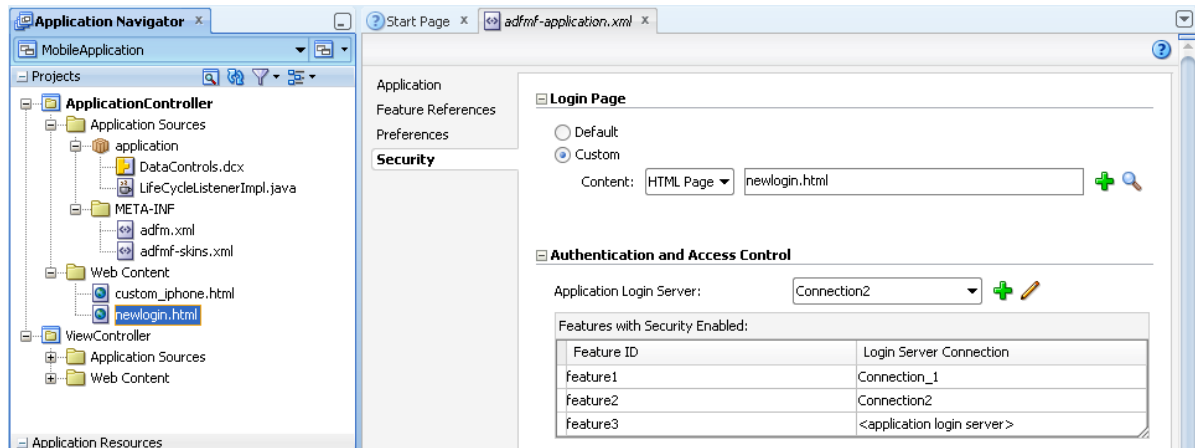 Application Navigator
MobileApplication
Projects
ApplicationController
Application Sources
application
DataControls.dcx
LifeCycleListenerImpl.java
META-INF
adfm.xml
adfmf-skins.xml
Web Content
custom_iphone.html
newlogin.html
ViewController
Application Sources
Web Content
Application Resources
Start Page
adfmf-application.xml
Application
Feature References
Preferences
Security
Login Page
Default
Custom
Content: HTML Page newlogin.html
Authentication and Access Control
Application Login Server: Connection2
Features with Security Enabled:
Feature ID Login Server Connection
feature1 Connection_1
feature2 Connection2
feature3 <application login server>